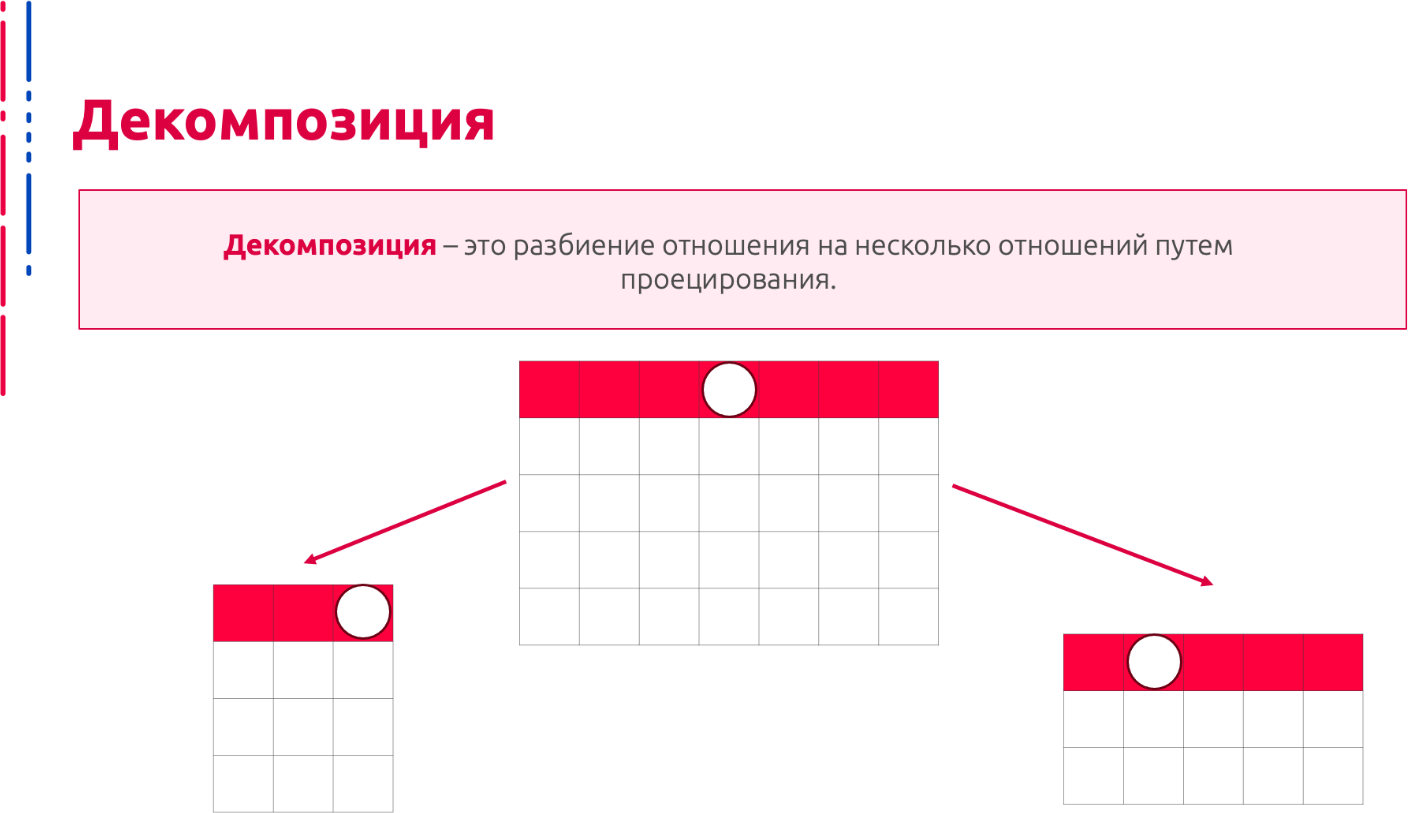 Декомпозиция
Декомпозиция – это разбиение отношения на несколько отношений путем
проецирования.